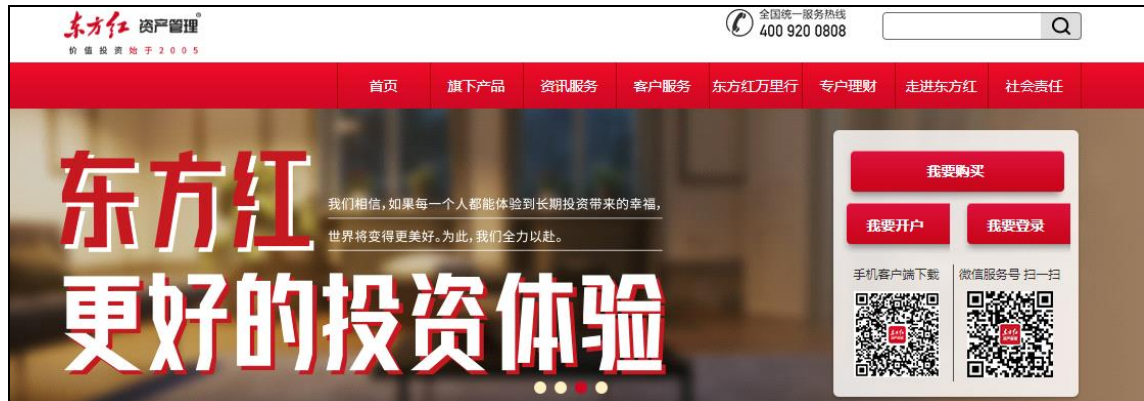 东方红 资产管理
价值投资始于2005
全国统一服务热线
400 920 0808
首页 旗下产品 资讯服务 客户服务 东方红万里行 专户理财 走进东方红 社会责任
东方红
我们相信,如果每一个人都能体验到长期投资带来的幸福,
世界将变得更美好。为此,我们全力以赴。
更好的投资体验
我要购买
我要开户 我要登录
手机客户端下载 微信服务号 扫一扫